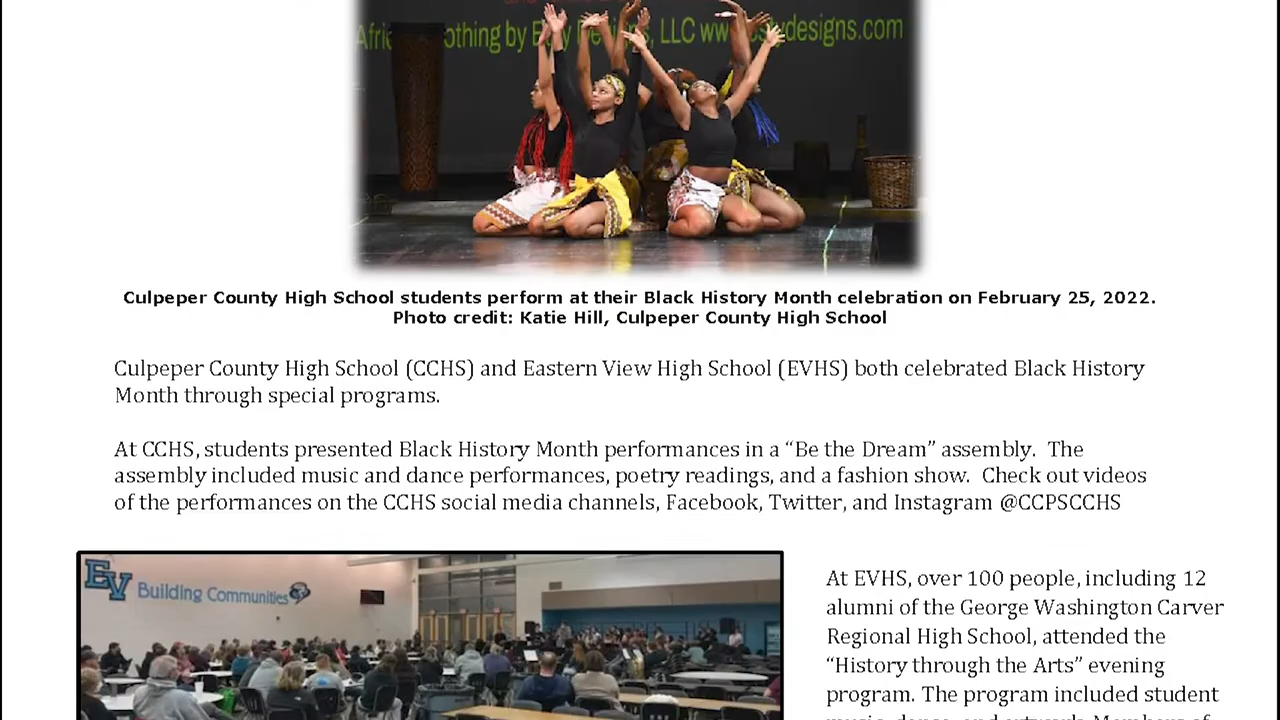 by
Designs, LLC
Culpeper County High School students perform at their Black History Month celebration on February 25, 2022.
Photo credit: Katie Hill, Culpeper County High School
Culpeper County High School (CCHS) and Eastern View High School (EVHS) both celebrated Black History
Month through special programs.
At CCHS, students presented Black History Month performances in a “Be the Dream” assembly. The
assembly included music and dance performances, poetry readings, and a fashion show. Check out videos
of the performances on the CCHS social media channels, Facebook, Twitter, and Instagram @CCPSCCHS
EV Building Communities
At EVHS, over 100 people, including 12
alumni of the George Washington Carver
Regional High School, attended the
“History through the Arts” evening
program. The program included student